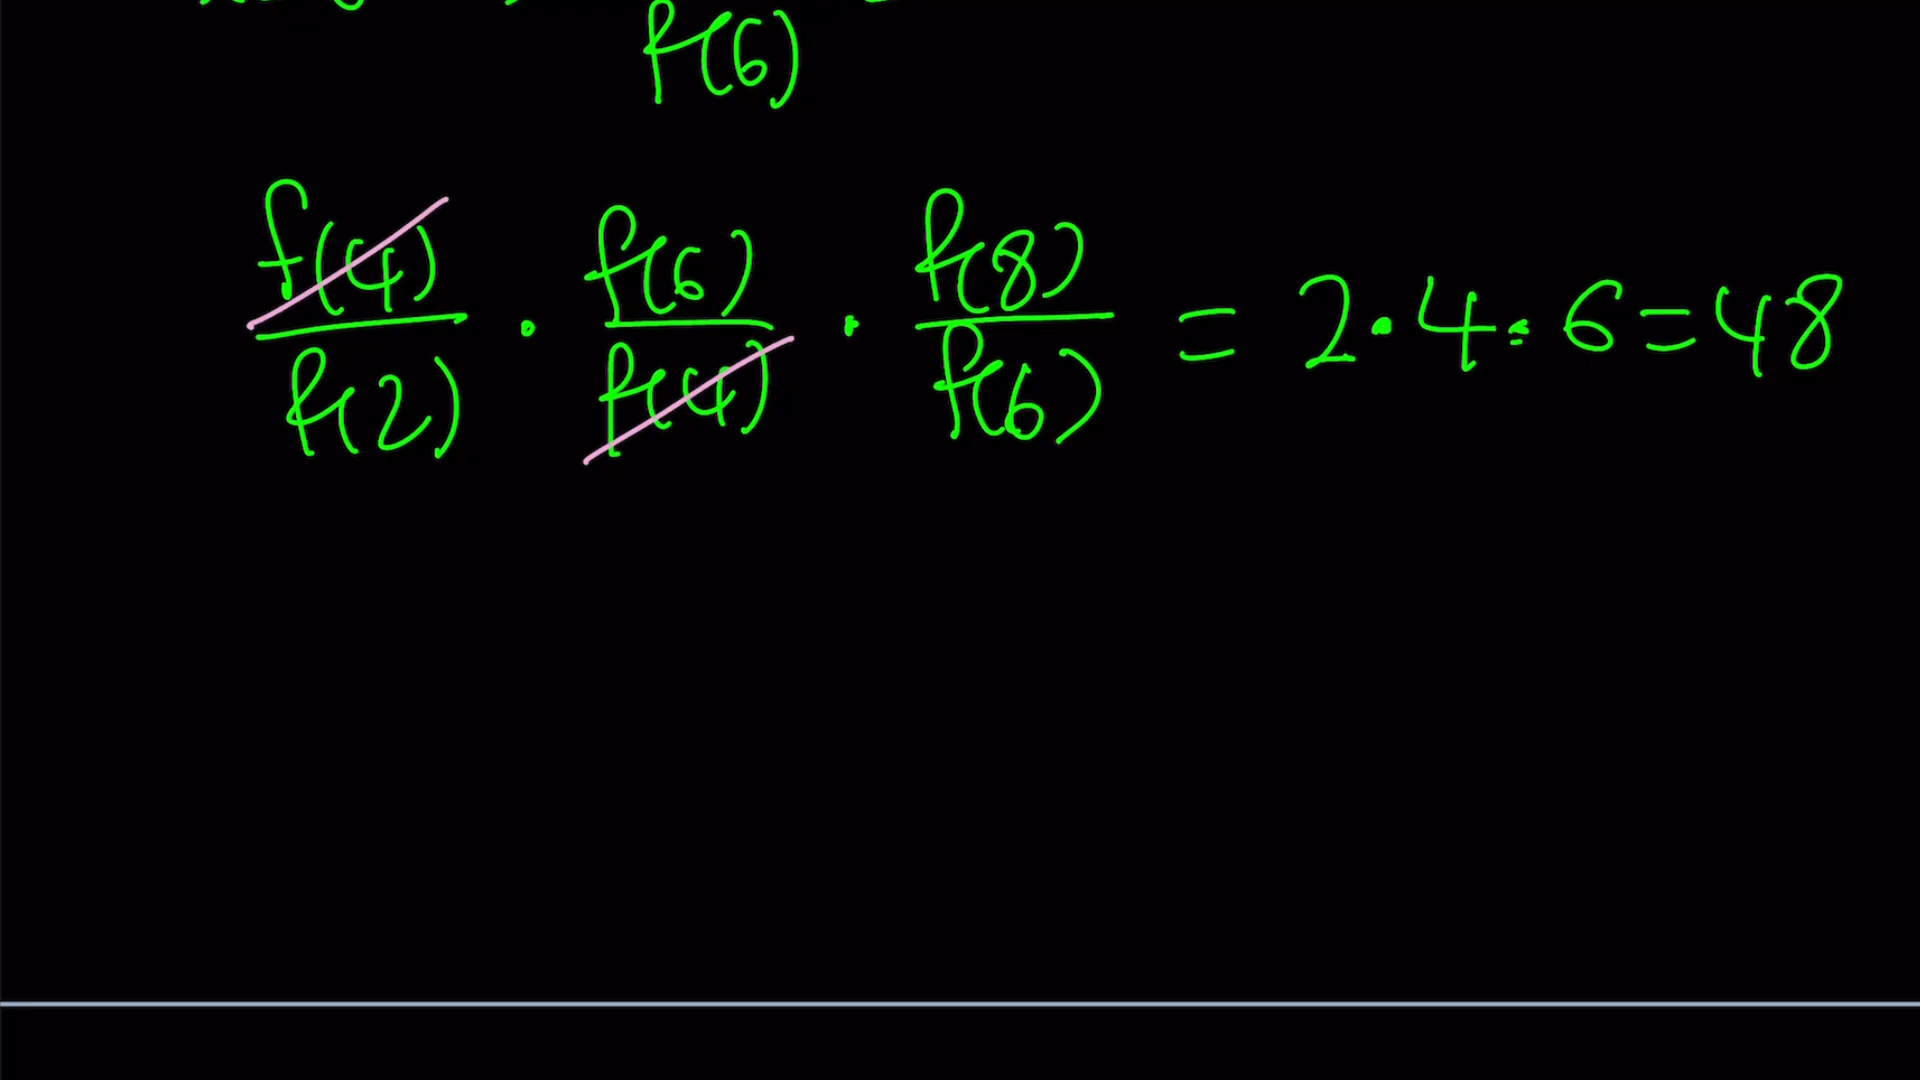 f(6)
f(4)/f(2) · f(6)/f(4) · f(8)/f(6) = 2·4·6=48